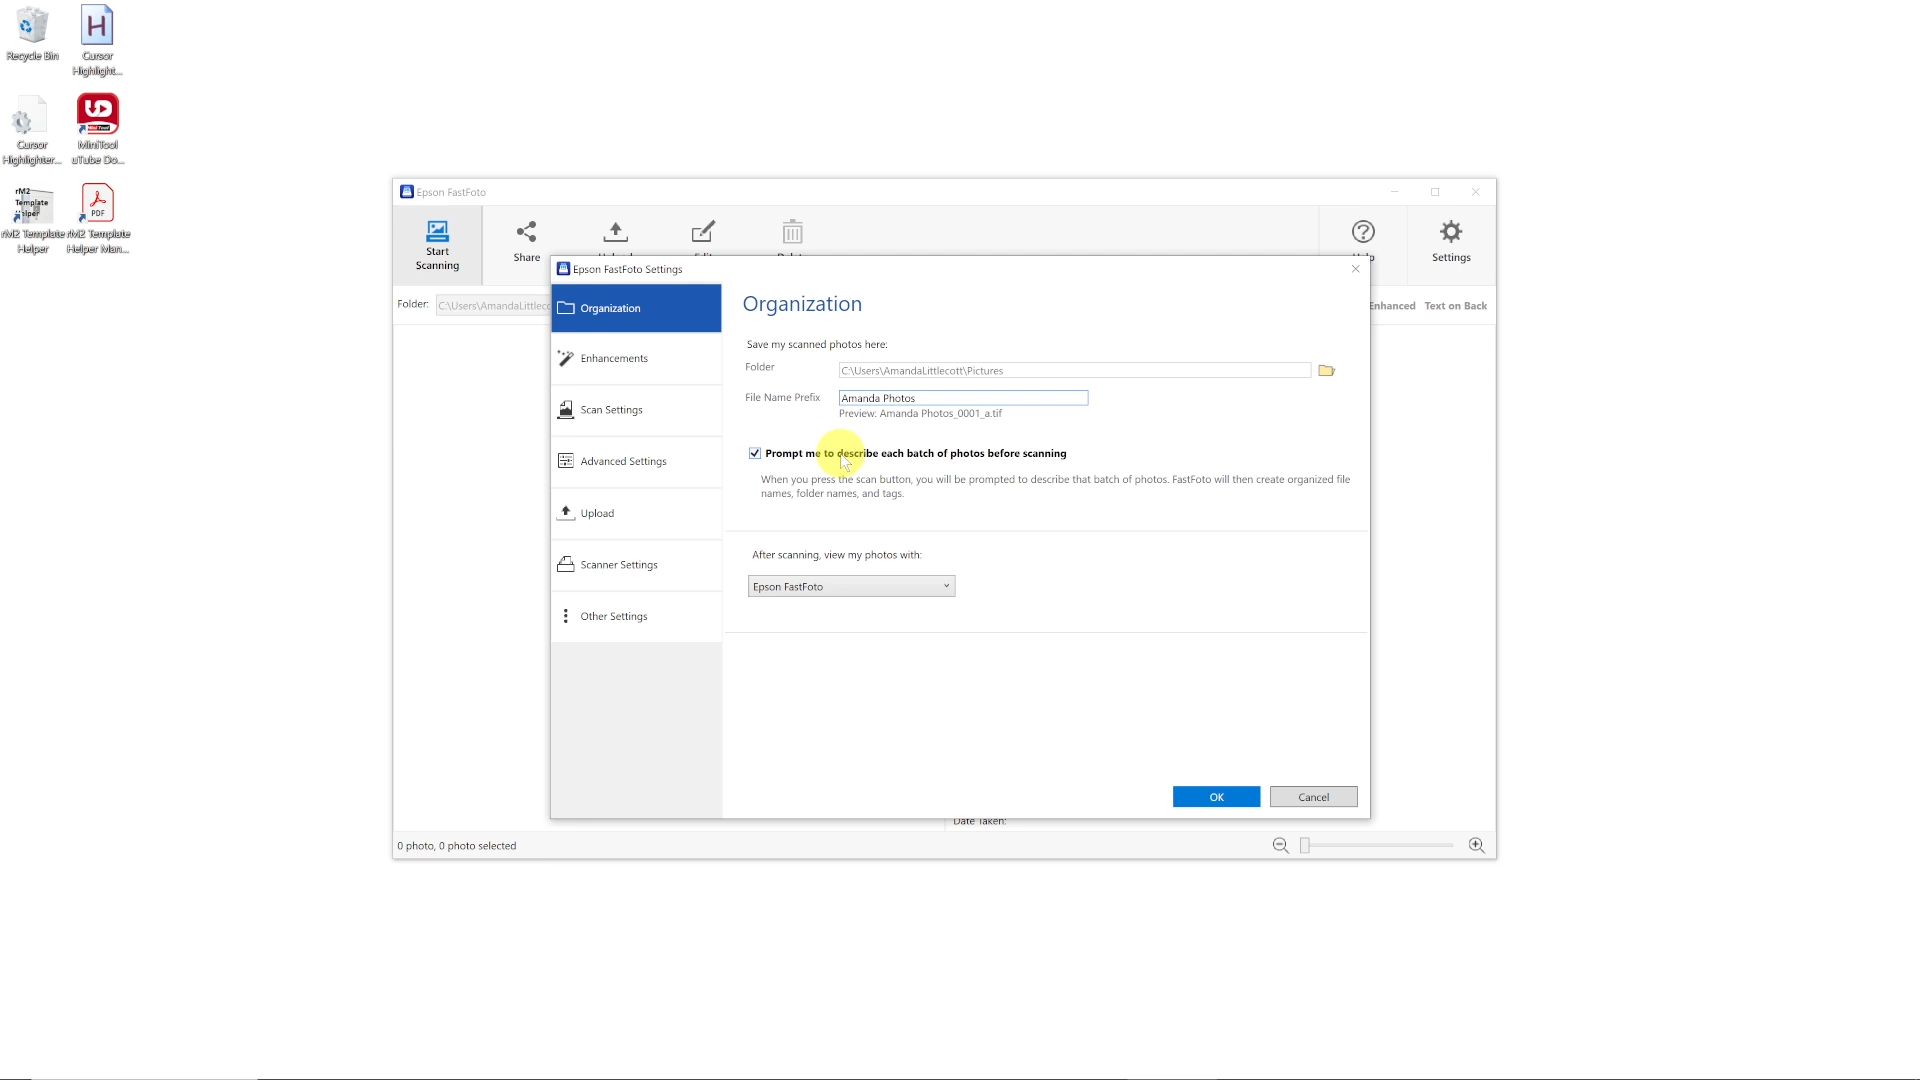 Recycle Bin
Cursor
Highlight...
Cursor
Highlighter...
MiniTool
uTube Do...
rM2
Template
Helper
rM2 Template
Helper
PDF
rM2 Template
Helper Man...
Epson FastFoto
Start
Scanning
Share
Settings
Folder:
C:\Users\AmandaLittleco
Enhanced
Text on Back
Epson FastFoto Settings
Organization
Enhancements
Scan Settings
Advanced Settings
Upload
Scanner Settings
Other Settings
Organization
Save my scanned photos here:
Folder
C:\Users\AmandaLittlecott\Pictures
File Name Prefix
Amanda Photos
Preview: Amanda Photos_0001_a.tif
Prompt me to describe each batch of photos before scanning
When you press the scan button, you will be prompted to describe that batch of photos. FastFoto will then create organized file
names, folder names, and tags.
After scanning, view my photos with:
Epson FastFoto
OK
Cancel
Date Taken:
0 photo, 0 photo selected